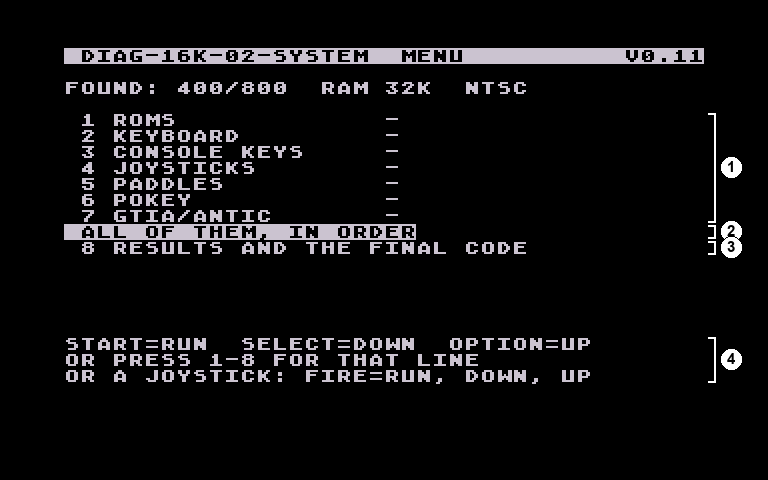 DIAG-16K-02-SYSTEM MENU V0.11
FOUND: 400/800 RAM 32K NTSC
1 ROMS –
2 KEYBOARD –
3 CONSOLE KEYS –
4 JOYSTICKS –
5 PADDLES –
6 POKEY –
7 GTIA/ANTIC –
1
ALL OF THEM, IN ORDER
2
8 RESULTS AND THE FINAL CODE
3
START=RUN SELECT=DOWN OPTION=UP
OR PRESS 1-8 FOR THAT LINE
OR A JOYSTICK: FIRE=RUN, DOWN, UP
4